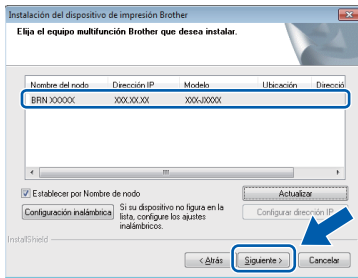 Instalación del dispositivo de impresión Brother
Elija el equipo multifunción Brother que desea instalar.
Nombre del nodo Dirección IP Modelo Ubicación Direcció
BRN XXXXX XXX.XX.XX XXX-JXXXX
Establecer por Nombre de nodo Actualizar
Configuración inalámbrica Si su dispositivo no figura en la lista, configure los ajustes inalámbricos. Configurar dirección IP
InstallShield
< Atrás Siguiente > Cancelar